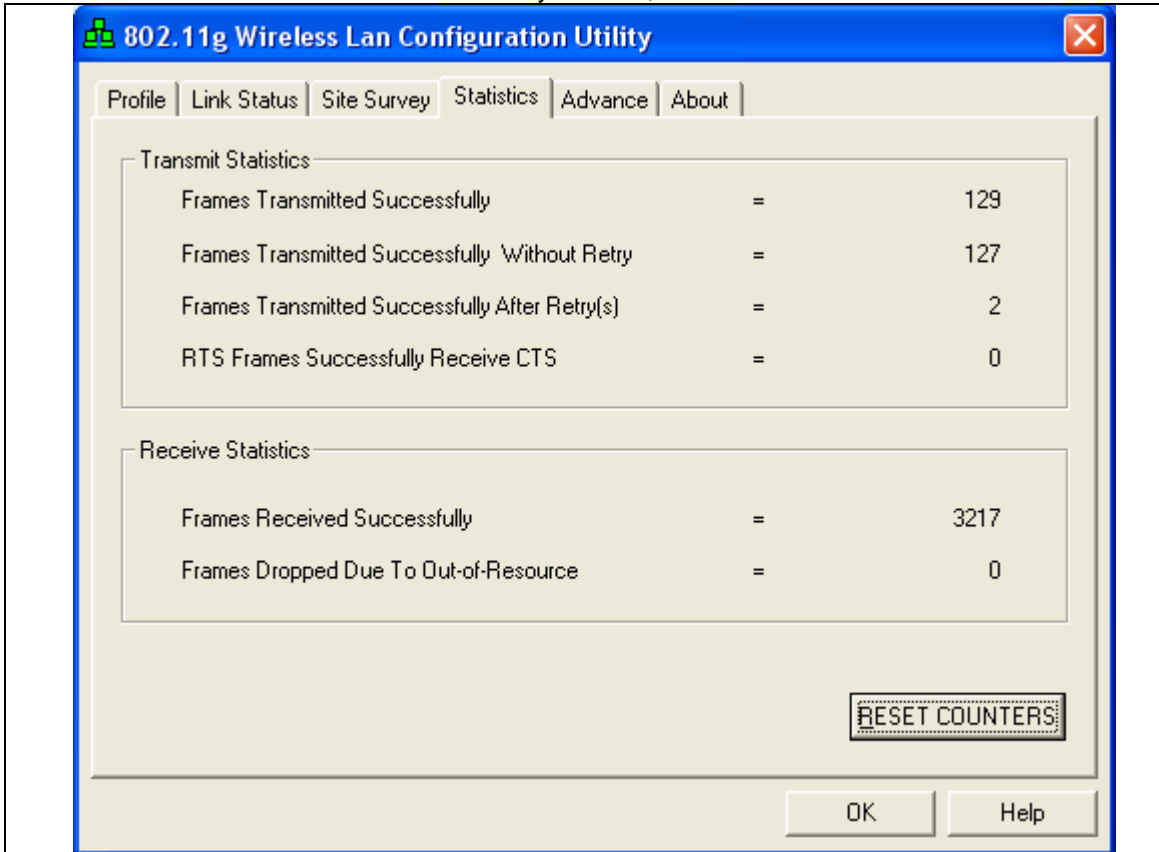 802.11g Wireless Lan Configuration Utility
Profile Link Status Site Survey Statistics Advance About
Transmit Statistics
Frames Transmitted Successfully = 129
Frames Transmitted Successfully Without Retry = 127
Frames Transmitted Successfully After Retry(s) = 2
RTS Frames Successfully Receive CTS = 0
Receive Statistics
Frames Received Successfully = 3217
Frames Dropped Due To Out-of-Resource = 0
RESET COUNTERS
OK Help